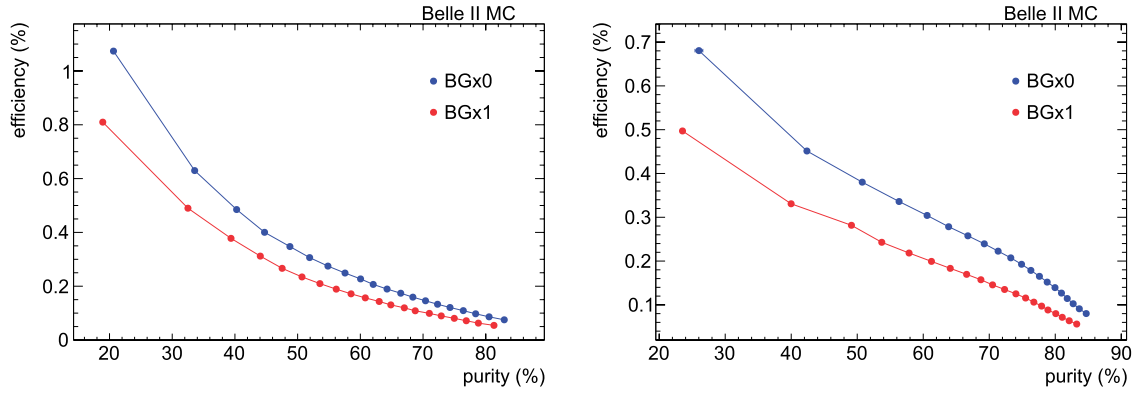 Belle II MC
efficiency (%)
BGx0
BGx1
1
0.8
0.6
0.4
0.2
0
20 30 40 50 60 70 80
purity (%)
Belle II MC
efficiency (%)
BGx0
BGx1
0.7
0.6
0.5
0.4
0.3
0.2
0.1
20 30 40 50 60 70 80 90
purity (%)